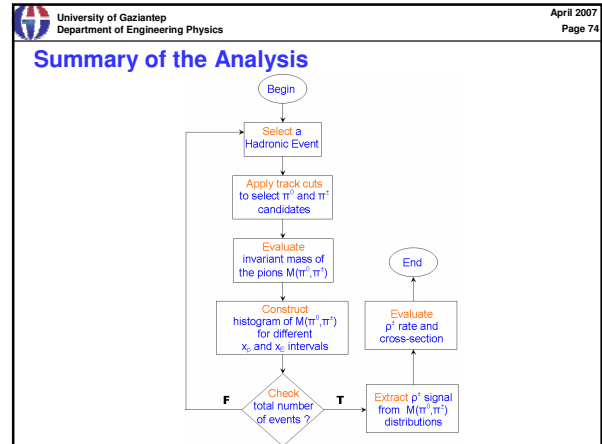 University of Gaziantep
Department of Engineering Physics
April 2007
Page 74
Summary of the Analysis
Begin
Select a
Hadronic Event
Apply track cuts
to select π⁰ and π±
candidates
Evaluate
invariant mass of
the pions M(π⁰,π±)
Construct
histogram of M(π⁰,π±)
for different
xₚ and x_E intervals
Check
total number
of events ?
F
T
Extract ρ± signal
from M(π⁰,π±)
distributions
Evaluate
ρ± rate and
cross-section
End